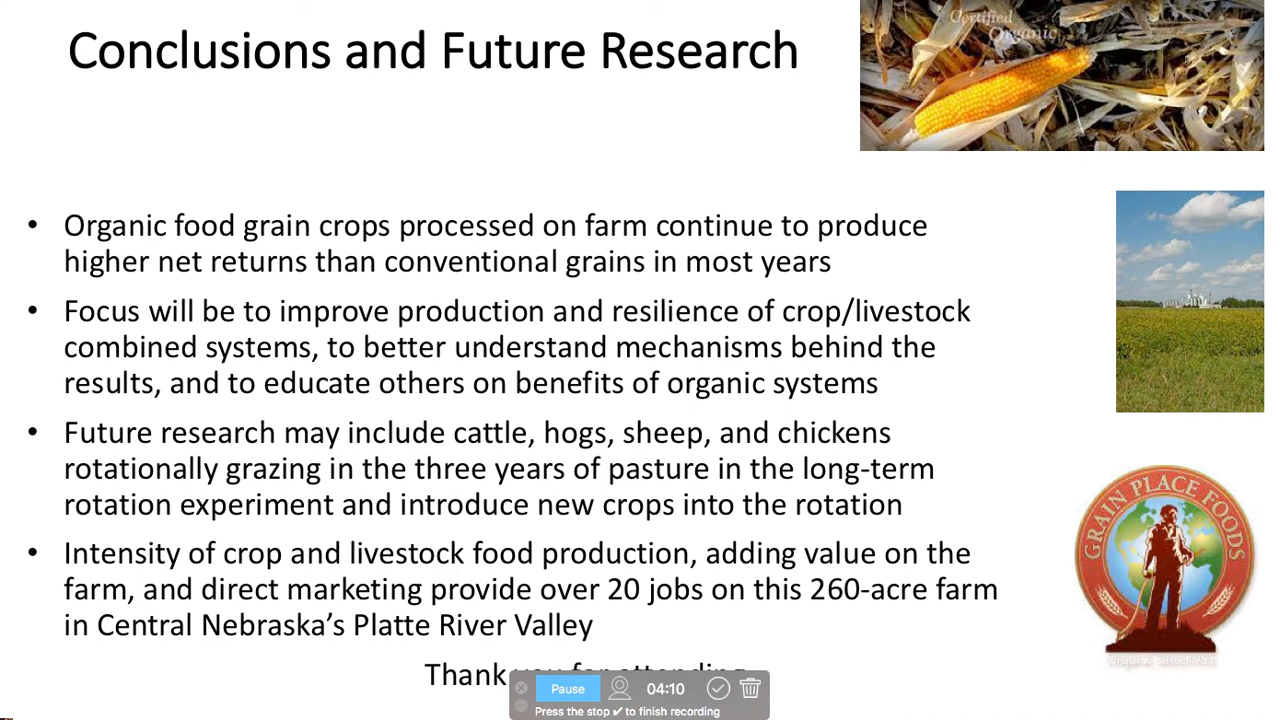 Conclusions and Future Research
Certified
Organic
• Organic food grain crops processed on farm continue to produce
higher net returns than conventional grains in most years
• Focus will be to improve production and resilience of crop/livestock
combined systems, to better understand mechanisms behind the
results, and to educate others on benefits of organic systems
• Future research may include cattle, hogs, sheep, and chickens
rotationally grazing in the three years of pasture in the long-term
rotation experiment and introduce new crops into the rotation
• Intensity of crop and livestock food production, adding value on the
farm, and direct marketing provide over 20 jobs on this 260-acre farm
in Central Nebraska’s Platte River Valley
GRAIN PLACE FOODS
Thank you for attending
Pause 04:10
Press the stop ✔ to finish recording